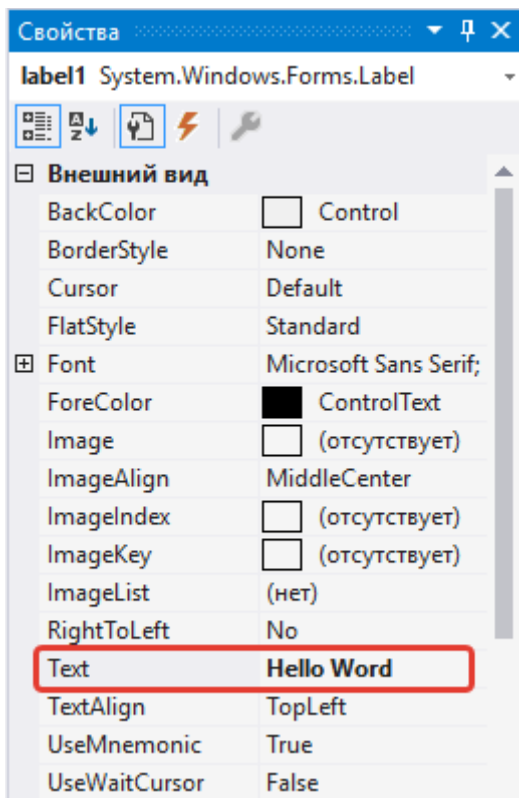 Свойства
label1 System.Windows.Forms.Label
Внешний вид
BackColor Control
BorderStyle None
Cursor Default
FlatStyle Standard
Font Microsoft Sans Serif;
ForeColor ControlText
Image (отсутствует)
ImageAlign MiddleCenter
ImageIndex (отсутствует)
ImageKey (отсутствует)
ImageList (нет)
RightToLeft No
Text Hello Word
TextAlign TopLeft
UseMnemonic True
UseWaitCursor False